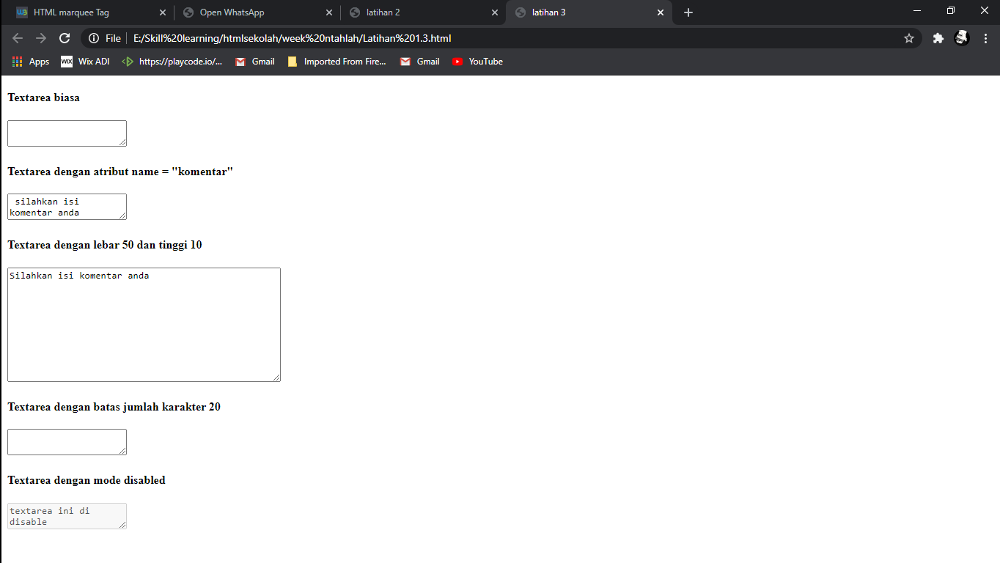 HTML marquee Tag
Open WhatsApp
latihan 2
latihan 3
File
E:/Skill%20learning/htmlsekolah/week%20ntahlah/Latihan%201.3.html
Apps
WIX
Wix ADI
https://playcode.io/...
Gmail
Imported From Fire...
Gmail
YouTube
Textarea biasa
Textarea dengan atribut name = "komentar"
silahkan isi
komentar anda
Textarea dengan lebar 50 dan tinggi 10
Silahkan isi komentar anda
Textarea dengan batas jumlah karakter 20
Textarea dengan mode disabled
textarea ini di
disable